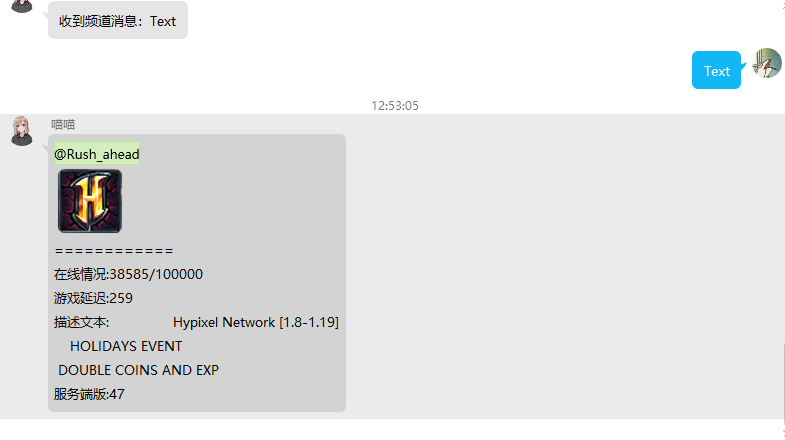 收到频道消息：Text
Text
12:53:05
喵喵
@Rush_ahead
H
============
在线情况:38585/100000
游戏延迟:259
描述文本: Hypixel Network [1.8-1.19]
HOLIDAYS EVENT
DOUBLE COINS AND EXP
服务端版:47